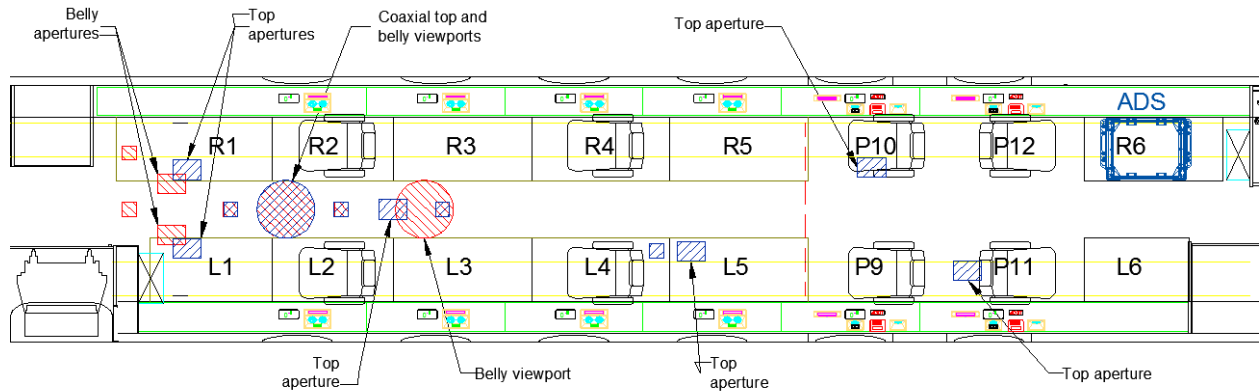 Belly
apertures
Top
apertures
Coaxial top and
belly viewports
Top aperture
ADS
R1
R2
R3
R4
R5
P10
P12
R6
L1
L2
L3
L4
L5
P9
P11
L6
Top
aperture
Belly viewport
Top
aperture
Top aperture